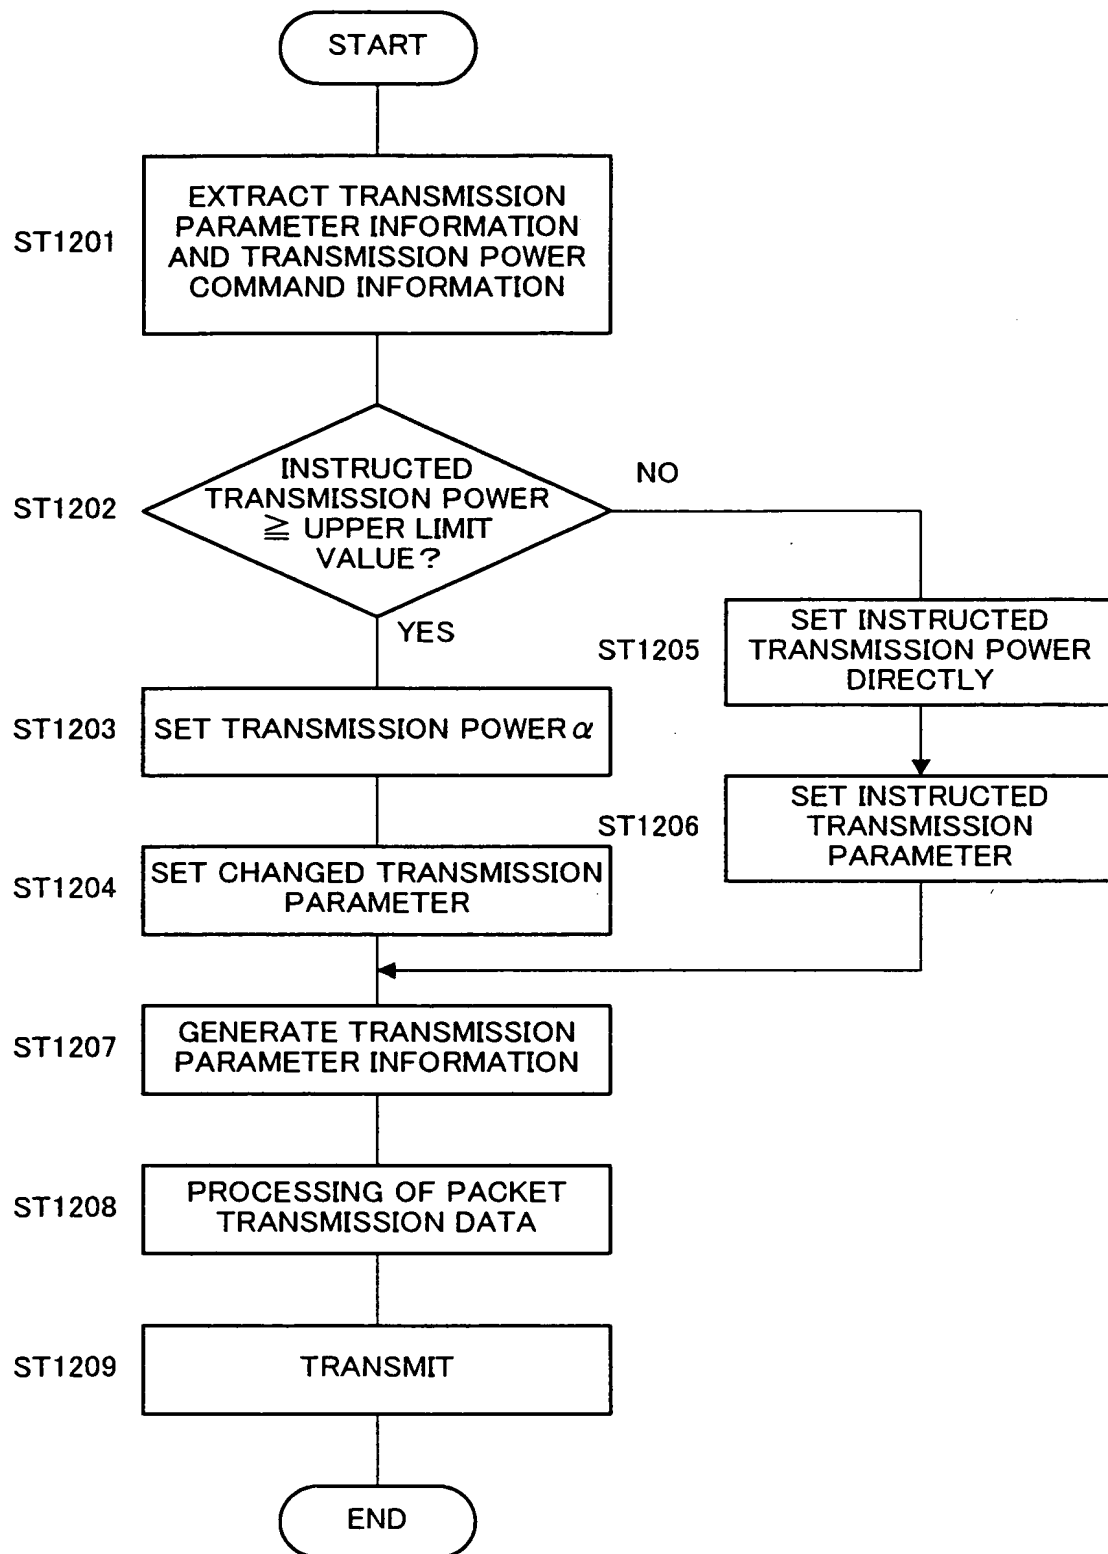 START
ST1201
EXTRACT TRANSMISSION
PARAMETER INFORMATION
AND TRANSMISSION POWER
COMMAND INFORMATION
ST1202
INSTRUCTED
TRANSMISSION POWER
≧ UPPER LIMIT
VALUE?
NO
YES
ST1205
SET INSTRUCTED
TRANSMISSION POWER
DIRECTLY
ST1203
SET TRANSMISSION POWER α
ST1206
SET INSTRUCTED
TRANSMISSION
PARAMETER
ST1204
SET CHANGED TRANSMISSION
PARAMETER
ST1207
GENERATE TRANSMISSION
PARAMETER INFORMATION
ST1208
PROCESSING OF PACKET
TRANSMISSION DATA
ST1209
TRANSMIT
END